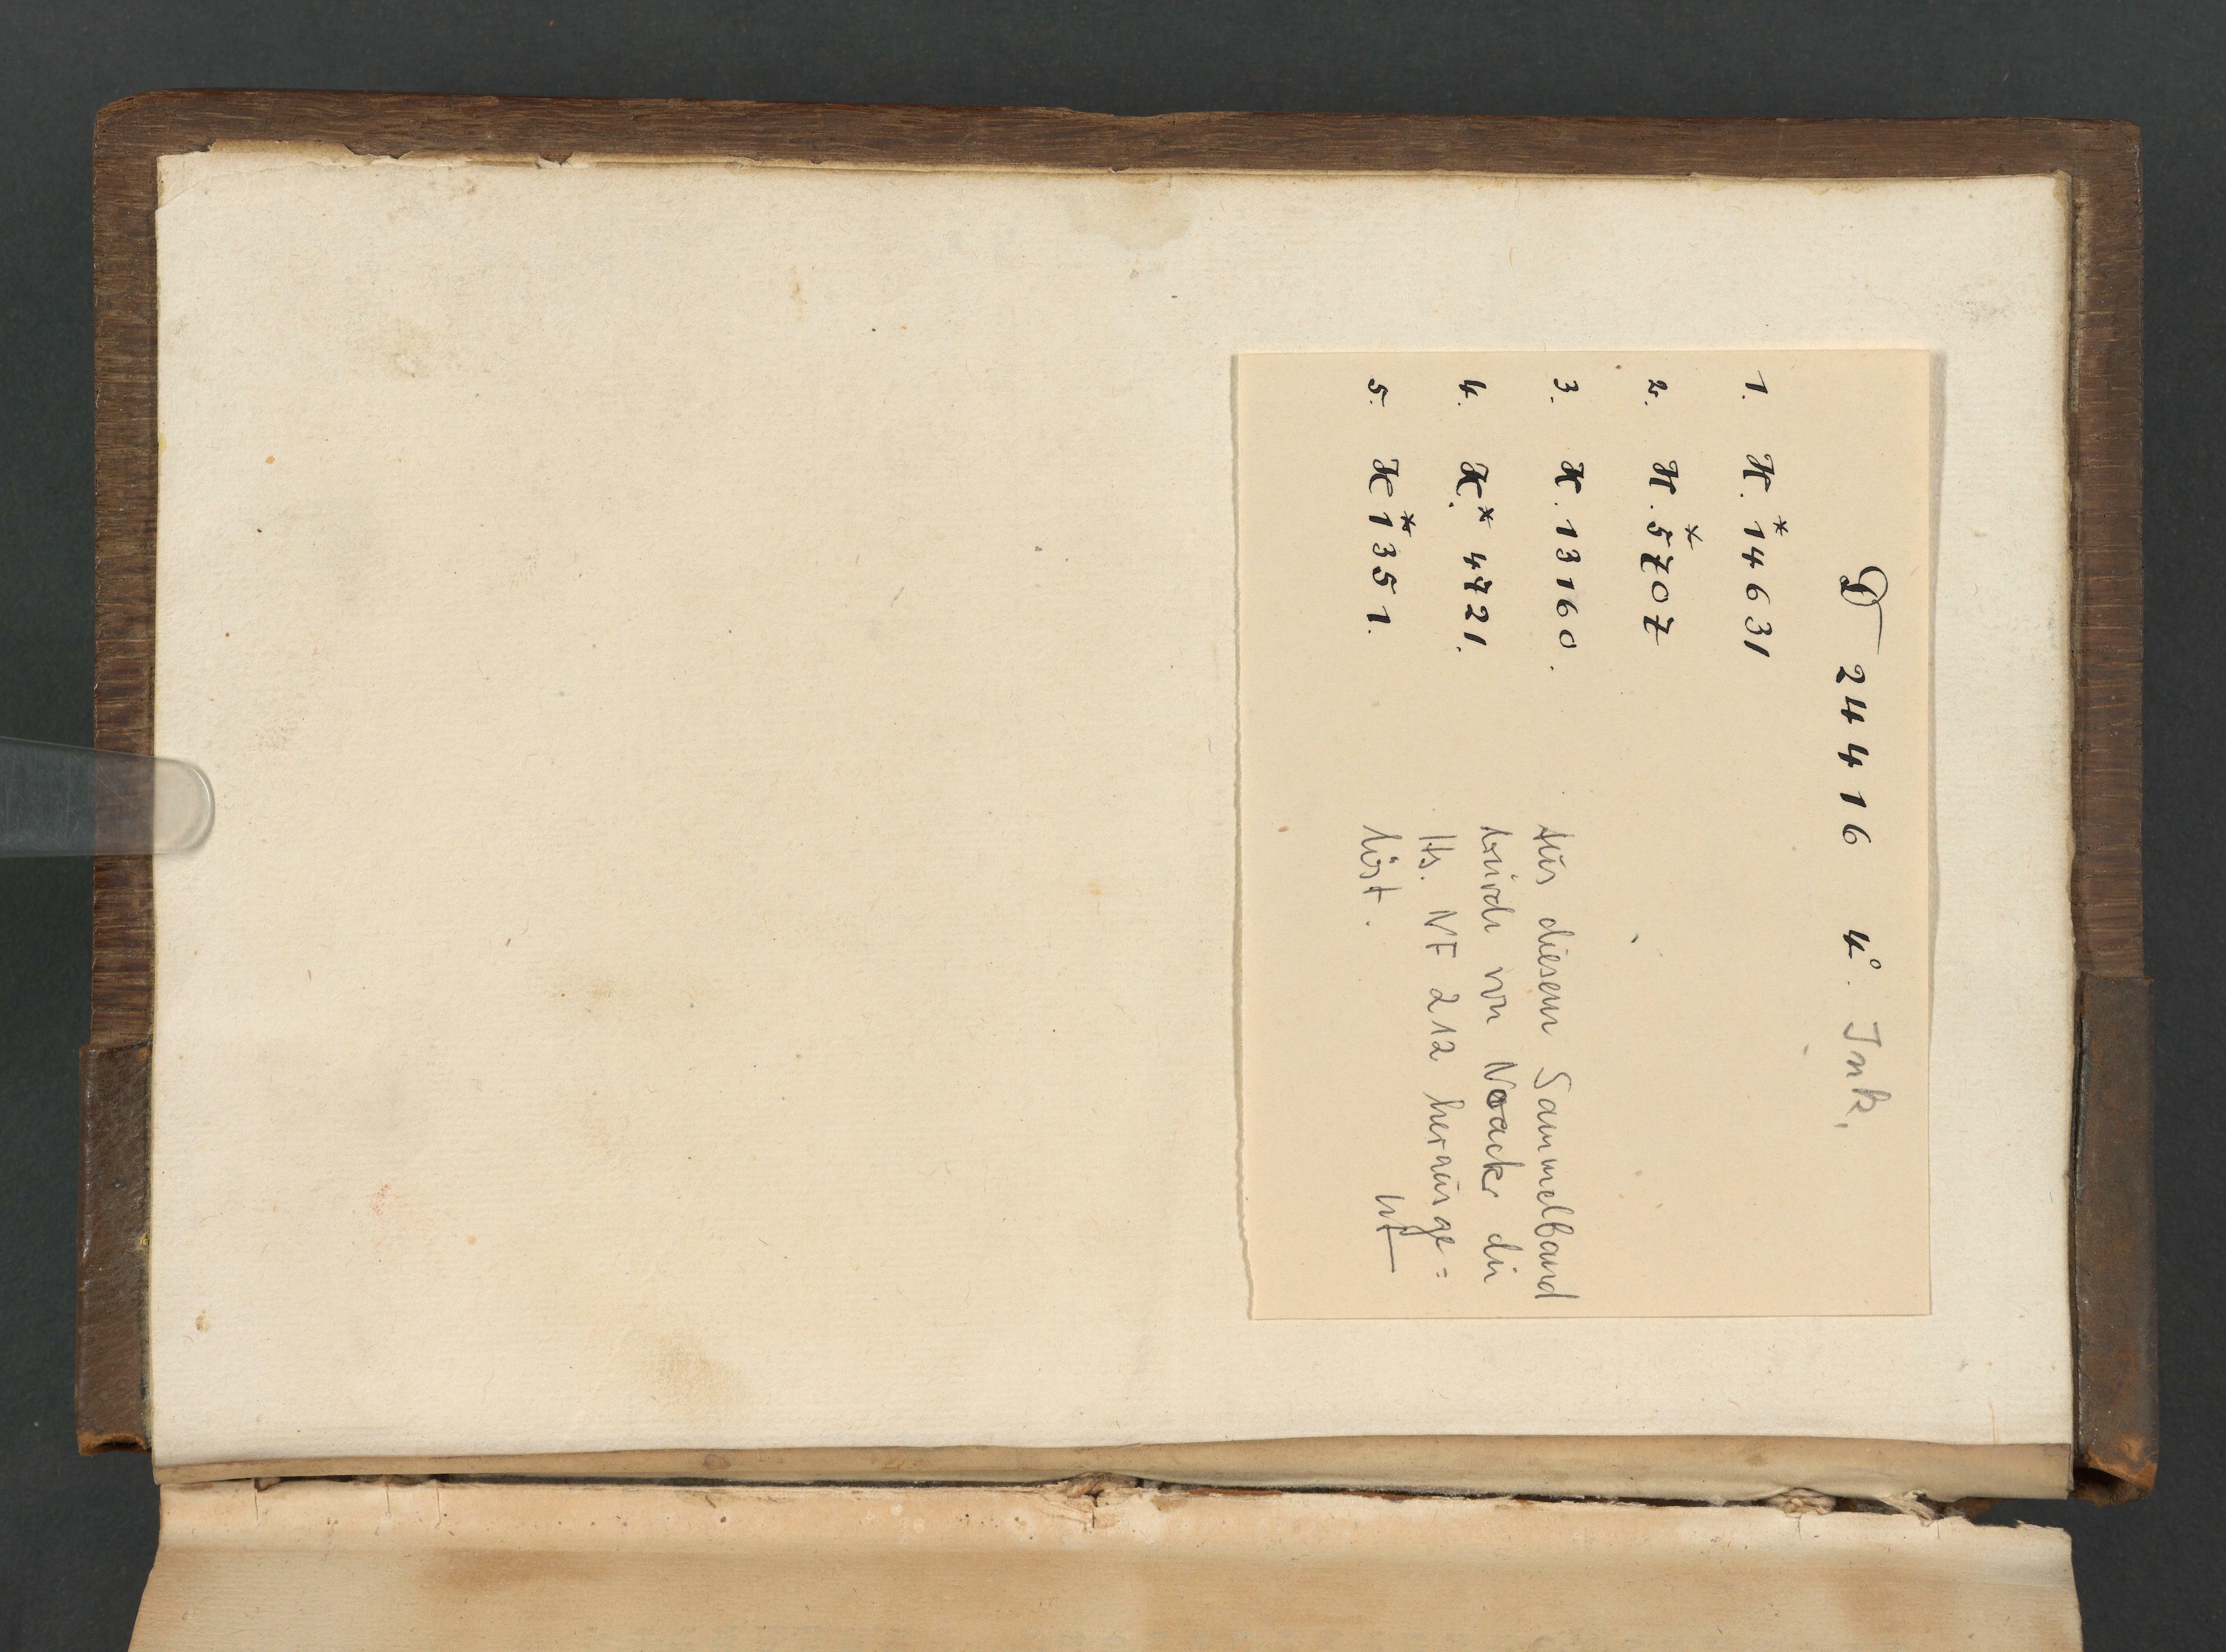 D 24416 4°. Ink.
1. H. *14631
2. H. *5707
3. H. 13160.
4. H.* 4721.
5. H *1351.
Aus diesem Sammelband
wurde von Noacke die
Hs. NF 212 herausge=
löst.